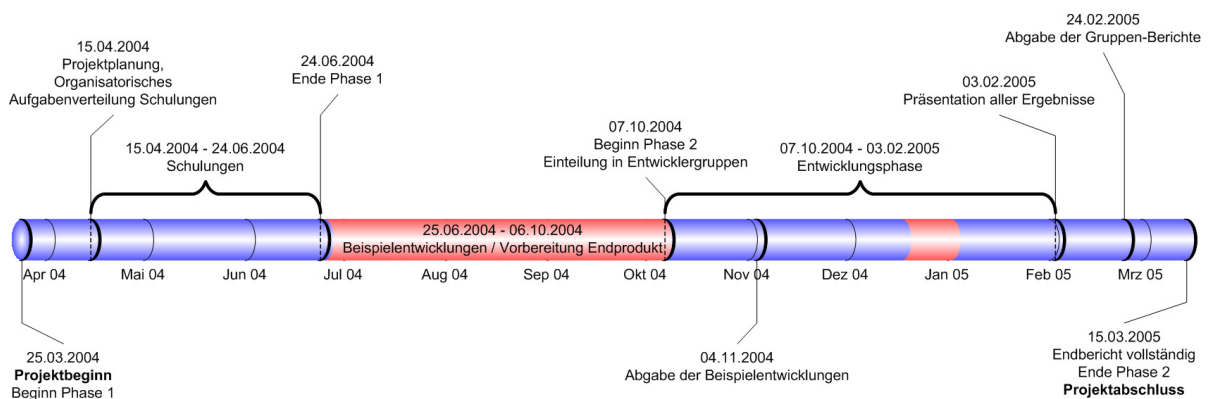 24.02.2005
Abgabe der Gruppen-Berichte
15.04.2004
Projektplanung,
Organisatorisches
Aufgabenverteilung Schulungen
24.06.2004
Ende Phase 1
03.02.2005
Präsentation aller Ergebnisse
07.10.2004
Beginn Phase 2
Einteilung in Entwicklergruppen
15.04.2004 - 24.06.2004
Schulungen
07.10.2004 - 03.02.2005
Entwicklungsphase
25.06.2004 - 06.10.2004
Beispielentwicklungen / Vorbereitung Endprodukt
Apr 04 Mai 04 Jun 04 Jul 04 Aug 04 Sep 04 Okt 04 Nov 04 Dez 04 Jan 05 Feb 05 Mrz 05
25.03.2004
Projektbeginn
Beginn Phase 1
04.11.2004
Abgabe der Beispielentwicklungen
15.03.2005
Endbericht vollständig
Ende Phase 2
Projektabschluss